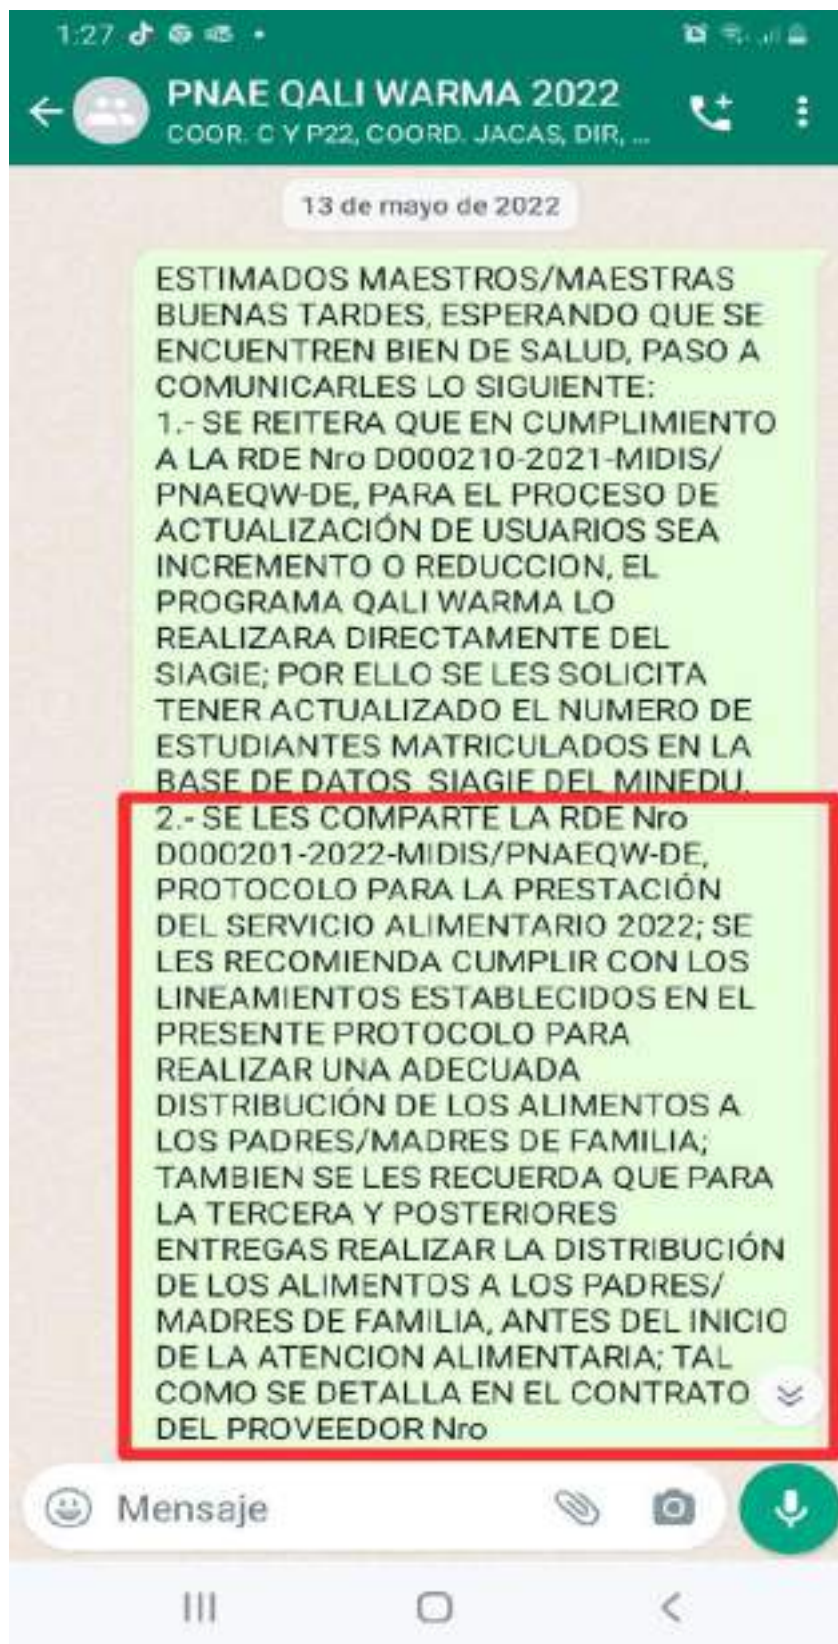 1:27
PNAE QALI WARMA 2022
COOR. C Y P22, COORD. JACAS, DIR, ...
13 de mayo de 2022
ESTIMADOS MAESTROS/MAESTRAS
BUENAS TARDES, ESPERANDO QUE SE
ENCUENTREN BIEN DE SALUD, PASO A
COMUNICARLES LO SIGUIENTE:
1.- SE REITERA QUE EN CUMPLIMIENTO
A LA RDE Nro D000210-2021-MIDIS/
PNAEQW-DE, PARA EL PROCESO DE
ACTUALIZACIÓN DE USUARIOS SEA
INCREMENTO O REDUCCION, EL
PROGRAMA QALI WARMA LO
REALIZARA DIRECTAMENTE DEL
SIAGIE; POR ELLO SE LES SOLICITA
TENER ACTUALIZADO EL NUMERO DE
ESTUDIANTES MATRICULADOS EN LA
BASE DE DATOS SIAGIE DEL MINEDU.
2.- SE LES COMPARTE LA RDE Nro
D000201-2022-MIDIS/PNAEQW-DE,
PROTOCOLO PARA LA PRESTACIÓN
DEL SERVICIO ALIMENTARIO 2022; SE
LES RECOMIENDA CUMPLIR CON LOS
LINEAMIENTOS ESTABLECIDOS EN EL
PRESENTE PROTOCOLO PARA
REALIZAR UNA ADECUADA
DISTRIBUCIÓN DE LOS ALIMENTOS A
LOS PADRES/MADRES DE FAMILIA;
TAMBIEN SE LES RECUERDA QUE PARA
LA TERCERA Y POSTERIORES
ENTREGAS REALIZAR LA DISTRIBUCIÓN
DE LOS ALIMENTOS A LOS PADRES/
MADRES DE FAMILIA, ANTES DEL INICIO
DE LA ATENCION ALIMENTARIA; TAL
COMO SE DETALLA EN EL CONTRATO
DEL PROVEEDOR Nro
Mensaje